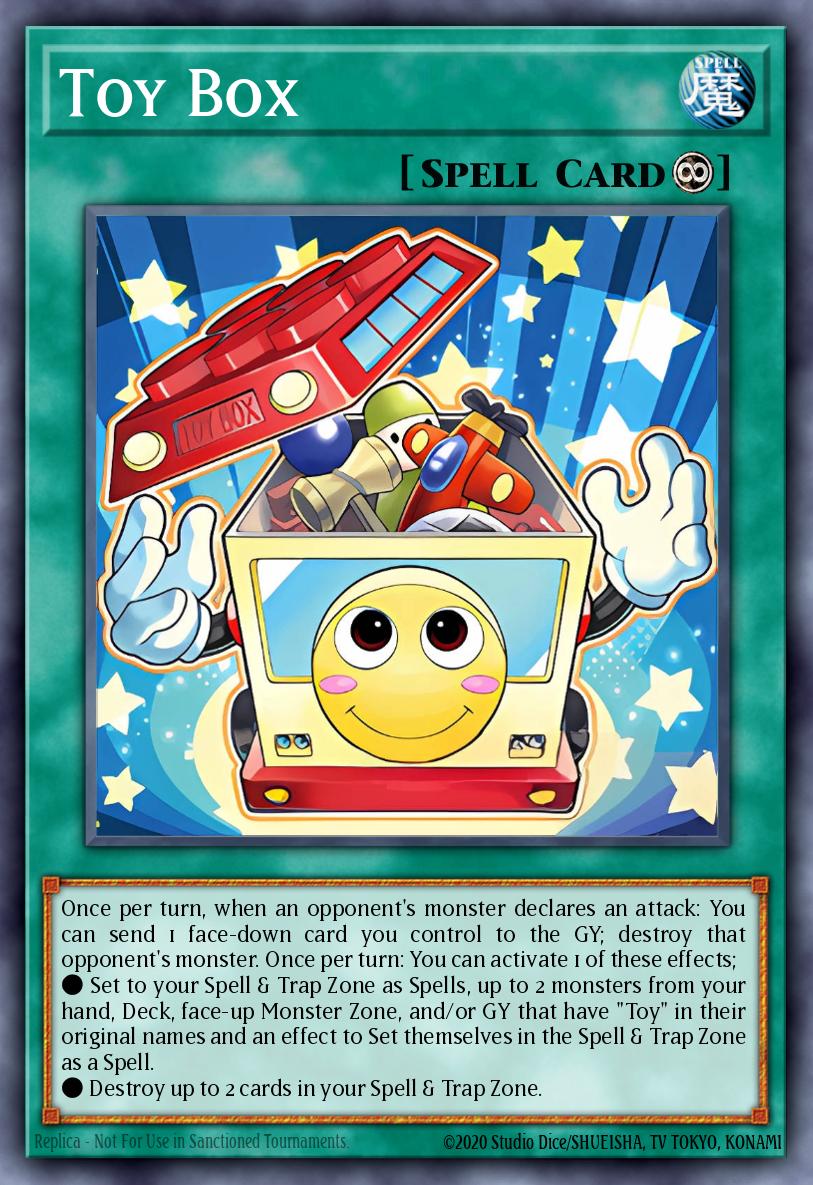 Toy Box
SPELL
魔
[Spell Card]
TOY BOX
Once per turn, when an opponent's monster declares an attack: You
can send 1 face-down card you control to the GY; destroy that
opponent's monster. Once per turn: You can activate 1 of these effects;
● Set to your Spell & Trap Zone as Spells, up to 2 monsters from your
hand, Deck, face-up Monster Zone, and/or GY that have "Toy" in their
original names and an effect to Set themselves in the Spell & Trap Zone
as a Spell.
● Destroy up to 2 cards in your Spell & Trap Zone.
Replica - Not For Use in Sanctioned Tournaments.
©2020 Studio Dice/SHUEISHA, TV TOKYO, KONAMI